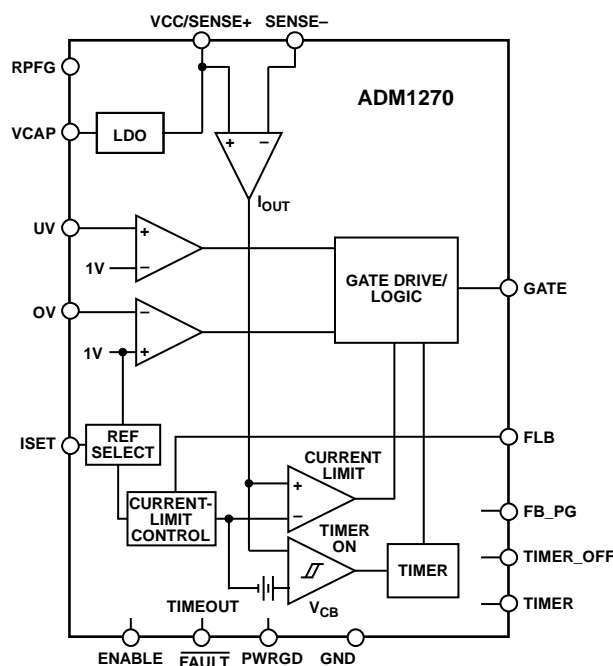 VCC/SENSE+ SENSE–
RPFG
ADM1270
VCAP
LDO
+ –
IOUT
UV
+
1V
–
GATE DRIVE/
LOGIC
GATE
OV
–
1V
+
ISET
REF
SELECT
FLB
CURRENT
LIMIT
+
CURRENT-
LIMIT
CONTROL
–
FB_PG
TIMER
ON
TIMER_OFF
TIMER
VCB
TIMER
TIMEOUT
ENABLE FAULT PWRGD GND